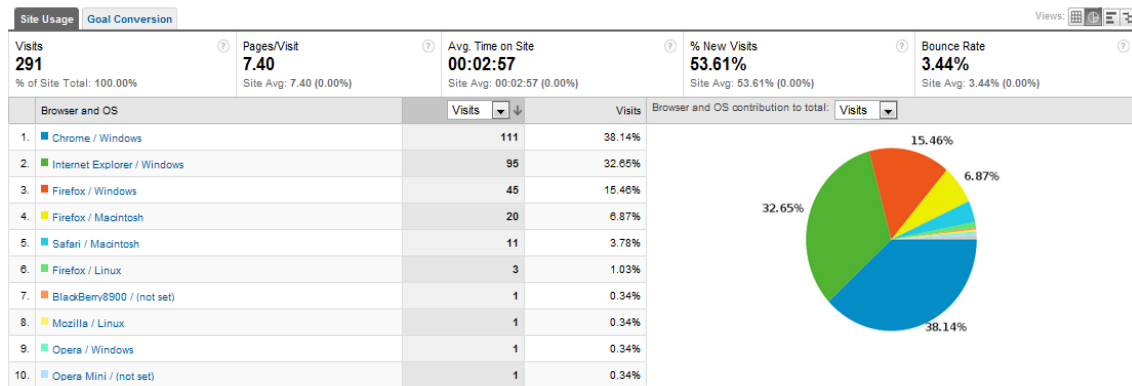 Site Usage Goal Conversion Views:
Visits Pages/Visit Avg. Time on Site % New Visits Bounce Rate
291 7.40 00:02:57 53.61% 3.44%
% of Site Total: 100.00% Site Avg: 7.40 (0.00%) Site Avg: 00:02:57 (0.00%) Site Avg: 53.61% (0.00%) Site Avg: 3.44% (0.00%)
Browser and OS Visits Visits Browser and OS contribution to total: Visits
1. Chrome / Windows 111 38.14%
2. Internet Explorer / Windows 95 32.65%
3. Firefox / Windows 45 15.46%
4. Firefox / Macintosh 20 6.87%
5. Safari / Macintosh 11 3.78%
6. Firefox / Linux 3 1.03%
7. BlackBerry8900 / (not set) 1 0.34%
8. Mozilla / Linux 1 0.34%
9. Opera / Windows 1 0.34%
10. Opera Mini / (not set) 1 0.34%
15.46%
6.87%
32.65%
38.14%